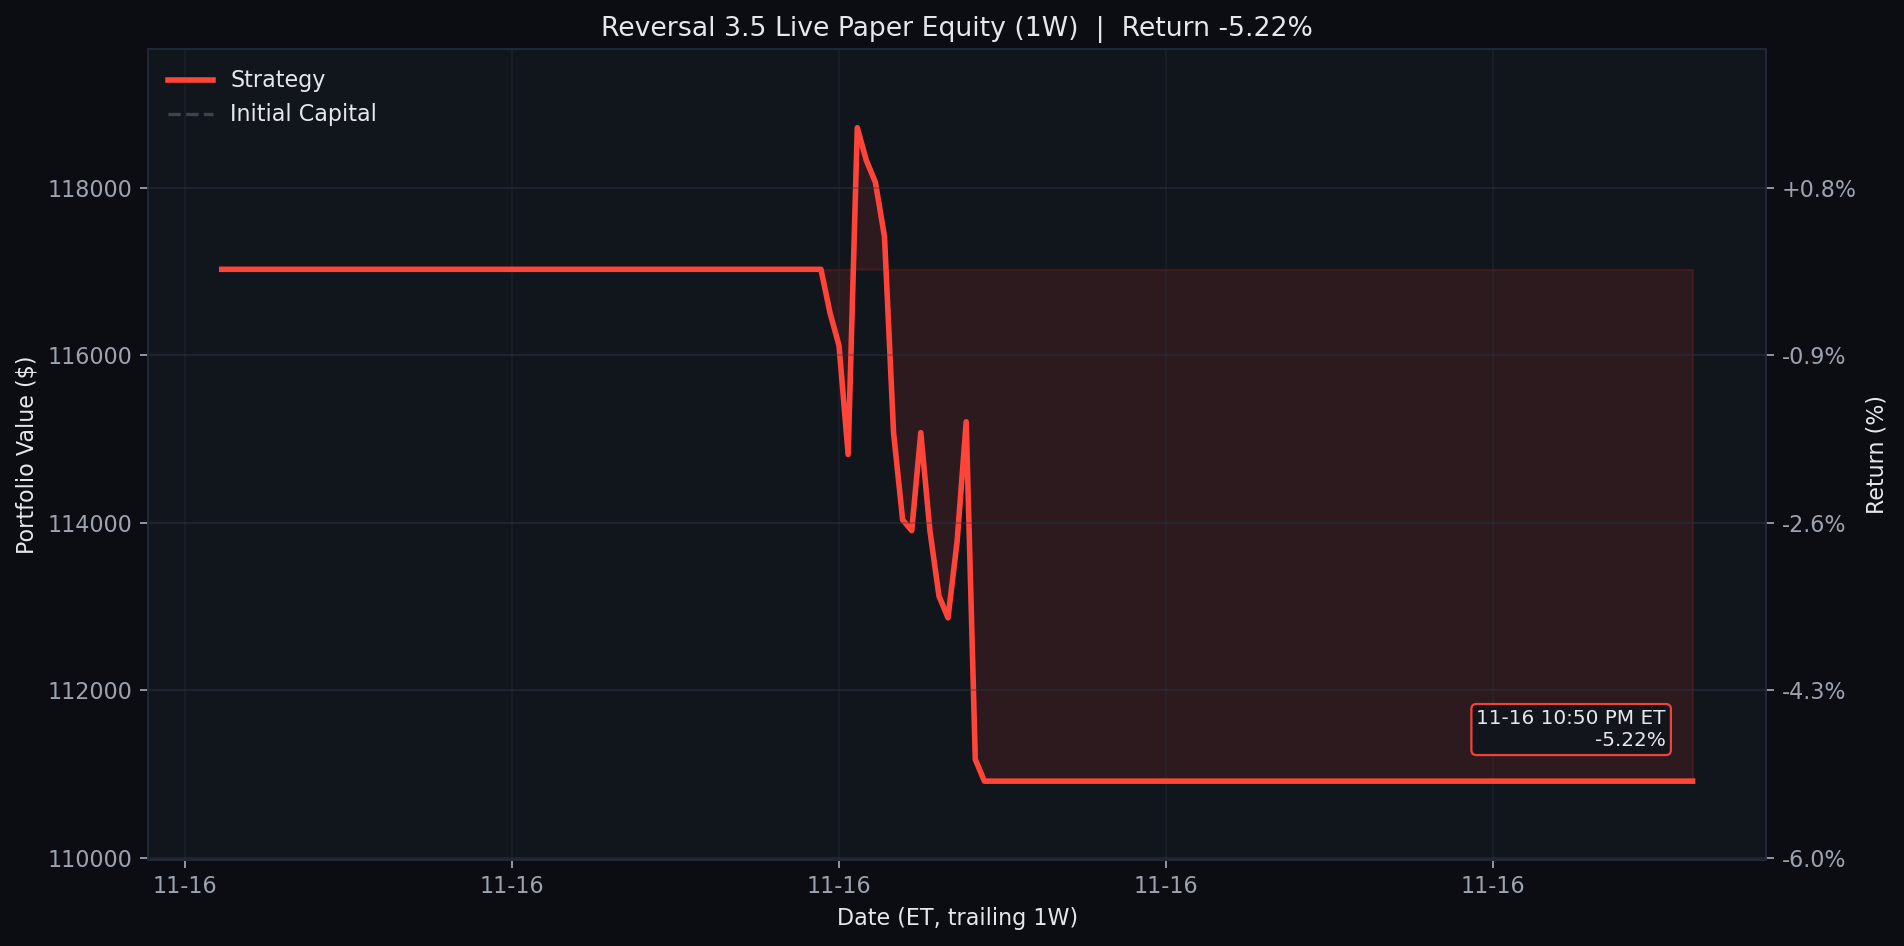 Reversal 3.5 Live Paper Equity (1W) | Return -5.22%
Strategy
Initial Capital
118000
116000
114000
112000
110000
Portfolio Value ($)
+0.8%
-0.9%
-2.6%
-4.3%
-6.0%
Return (%)
11-16 10:50 PM ET
-5.22%
11-16
11-16
11-16
11-16
11-16
Date (ET, trailing 1W)